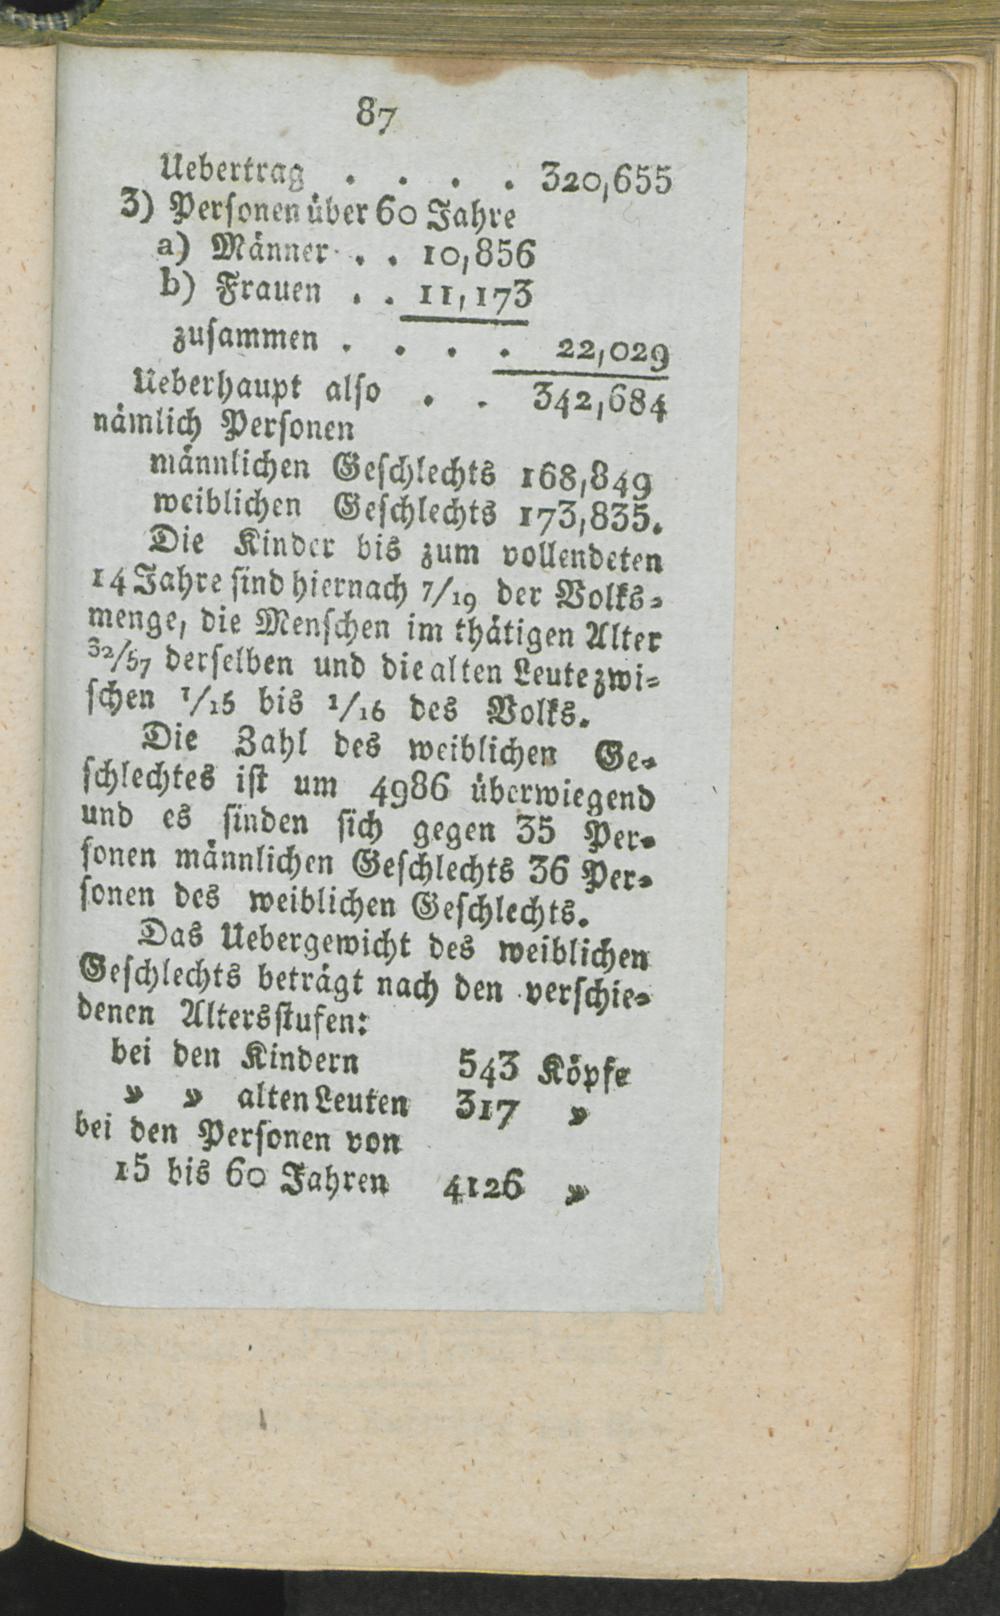 87
Uebertrag . . . . 320,655
3) Personen über 60 Jahre
a) Männer . . 10,856
b) Frauen . . 11,173
zusammen . . . . 22,029
Ueberhaupt also . . 342,684
nämlich Personen
männlichen Geschlechts 168,849
weiblichen Geschlechts 173,835.
Die Kinder bis zum vollendeten
14 Jahre sind hiernach 7/19 der Volks-
menge, die Menschen im thätigen Alter
32/57 derselben und die alten Leute zwi-
schen 1/15 bis 1/16 des Volks.
Die Zahl des weiblichen Ge-
schlechtes ist um 4986 überwiegend
und es finden sich gegen 35 Per-
sonen männlichen Geschlechts 36 Per-
sonen des weiblichen Geschlechts.
Das Uebergewicht des weiblichen
Geschlechts beträgt nach den verschie-
denen Altersstufen:
bei den Kindern 543 Köpfe
» » alten Leuten 317 »
bei den Personen von
15 bis 60 Jahren 4126 »